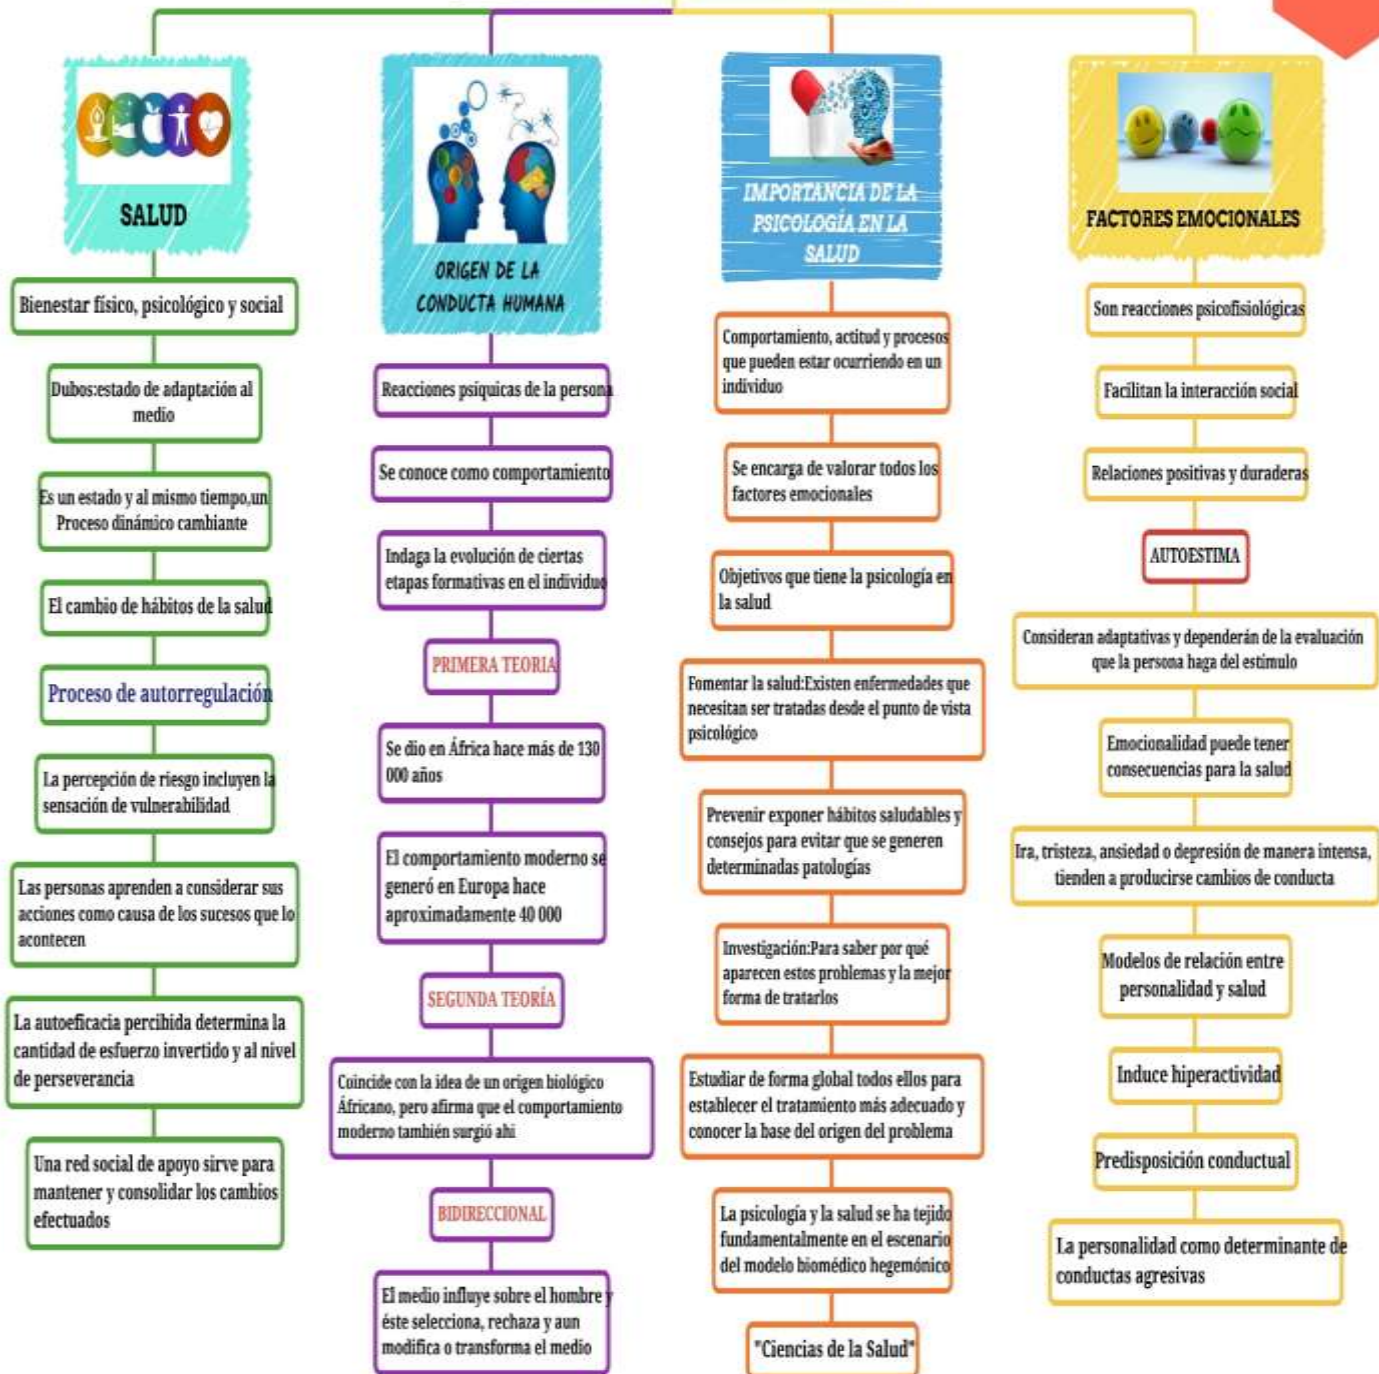 SALUD
Bienestar físico, psicológico y social
Dubos:estado de adaptación al
medio
Es un estado y al mismo tiempo,un
Proceso dinámico cambiante
El cambio de hábitos de la salud
Proceso de autorregulación
La percepción de riesgo incluyen la
sensación de vulnerabilidad
Las personas aprenden a considerar sus
acciones como causa de los sucesos que lo
acontecen
La autoeficacia percibida determina la
cantidad de esfuerzo invertido y al nivel
de perseverancia
Una red social de apoyo sirve para
mantener y consolidar los cambios
efectuados
ORIGEN DE LA
CONDUCTA HUMANA
Reacciones psíquicas de la persona
Se conoce como comportamiento
Indaga la evolución de ciertas
etapas formativas en el individuo
PRIMERA TEORIA
Se dio en África hace más de 130
000 años
El comportamiento moderno se
generó en Europa hace
aproximadamente 40 000
SEGUNDA TEORÍA
Coincide con la idea de un origen biológico
Áfricano, pero afirma que el comportamiento
moderno también surgió ahi
BIDIRECCIONAL
El medio influye sobre el hombre y
éste selecciona, rechaza y aun
modifica o transforma el medio
IMPORTANCIA DE LA
PSICOLOGÍA EN LA
SALUD
Comportamiento, actitud y procesos
que pueden estar ocurriendo en un
individuo
Se encarga de valorar todos los
factores emocionales
Objetivos que tiene la psicología en
la salud
Fomentar la salud:Existen enfermedades que
necesitan ser tratadas desde el punto de vista
psicológico
Prevenir exponer hábitos saludables y
consejos para evitar que se generen
determinadas patologías
Investigación:Para saber por qué
aparecen estos problemas y la mejor
forma de tratarlos
Estudiar de forma global todos ellos para
establecer el tratamiento más adecuado y
conocer la base del origen del problema
La psicología y la salud se ha tejido
fundamentalmente en el escenario
del modelo biomédico hegemónico
"Ciencias de la Salud"
FACTORES EMOCIONALES
Son reacciones psicofisiológicas
Facilitan la interacción social
Relaciones positivas y duraderas
AUTOESTIMA
Consideran adaptativas y dependerán de la evaluación
que la persona haga del estímulo
Emocionalidad puede tener
consecuencias para la salud
Ira, tristeza, ansiedad o depresión de manera intensa,
tienden a producirse cambios de conducta
Modelos de relación entre
personalidad y salud
Induce hiperactividad
Predisposición conductual
La personalidad como determinante de
conductas agresivas